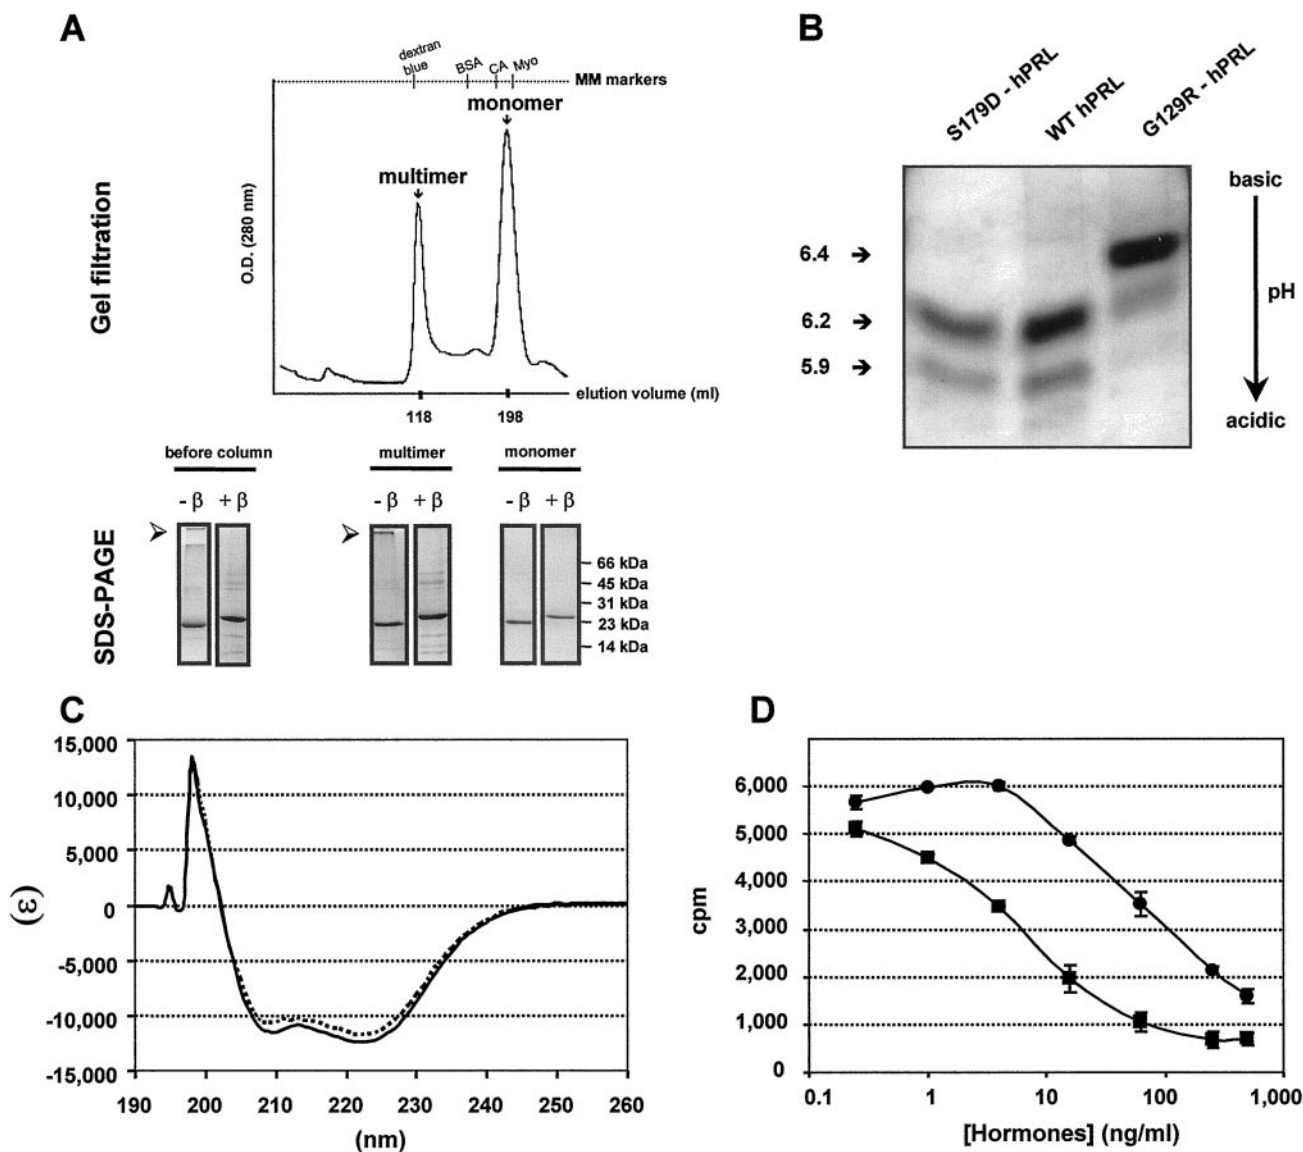 A
Gel filtration
dextran
blue
BSA
CA
Myo
MM markers
monomer
multimer
O.D. (280 nm)
elution volume (ml)
118
198
before column
multimer
monomer
- β
+ β
- β
+ β
- β
+ β
SDS-PAGE
66 kDa
45 kDa
31 kDa
23 kDa
14 kDa
B
S179D - hPRL
WT hPRL
G129R - hPRL
6.4
6.2
5.9
basic
pH
acidic
C
15,000
10,000
5,000
0
-5,000
-10,000
-15,000
(ε)
190 200 210 220 230 240 250 260
(nm)
D
6,000
5,000
4,000
3,000
2,000
1,000
0
cpm
0.1 1 10 100 1,000
[Hormones] (ng/ml)